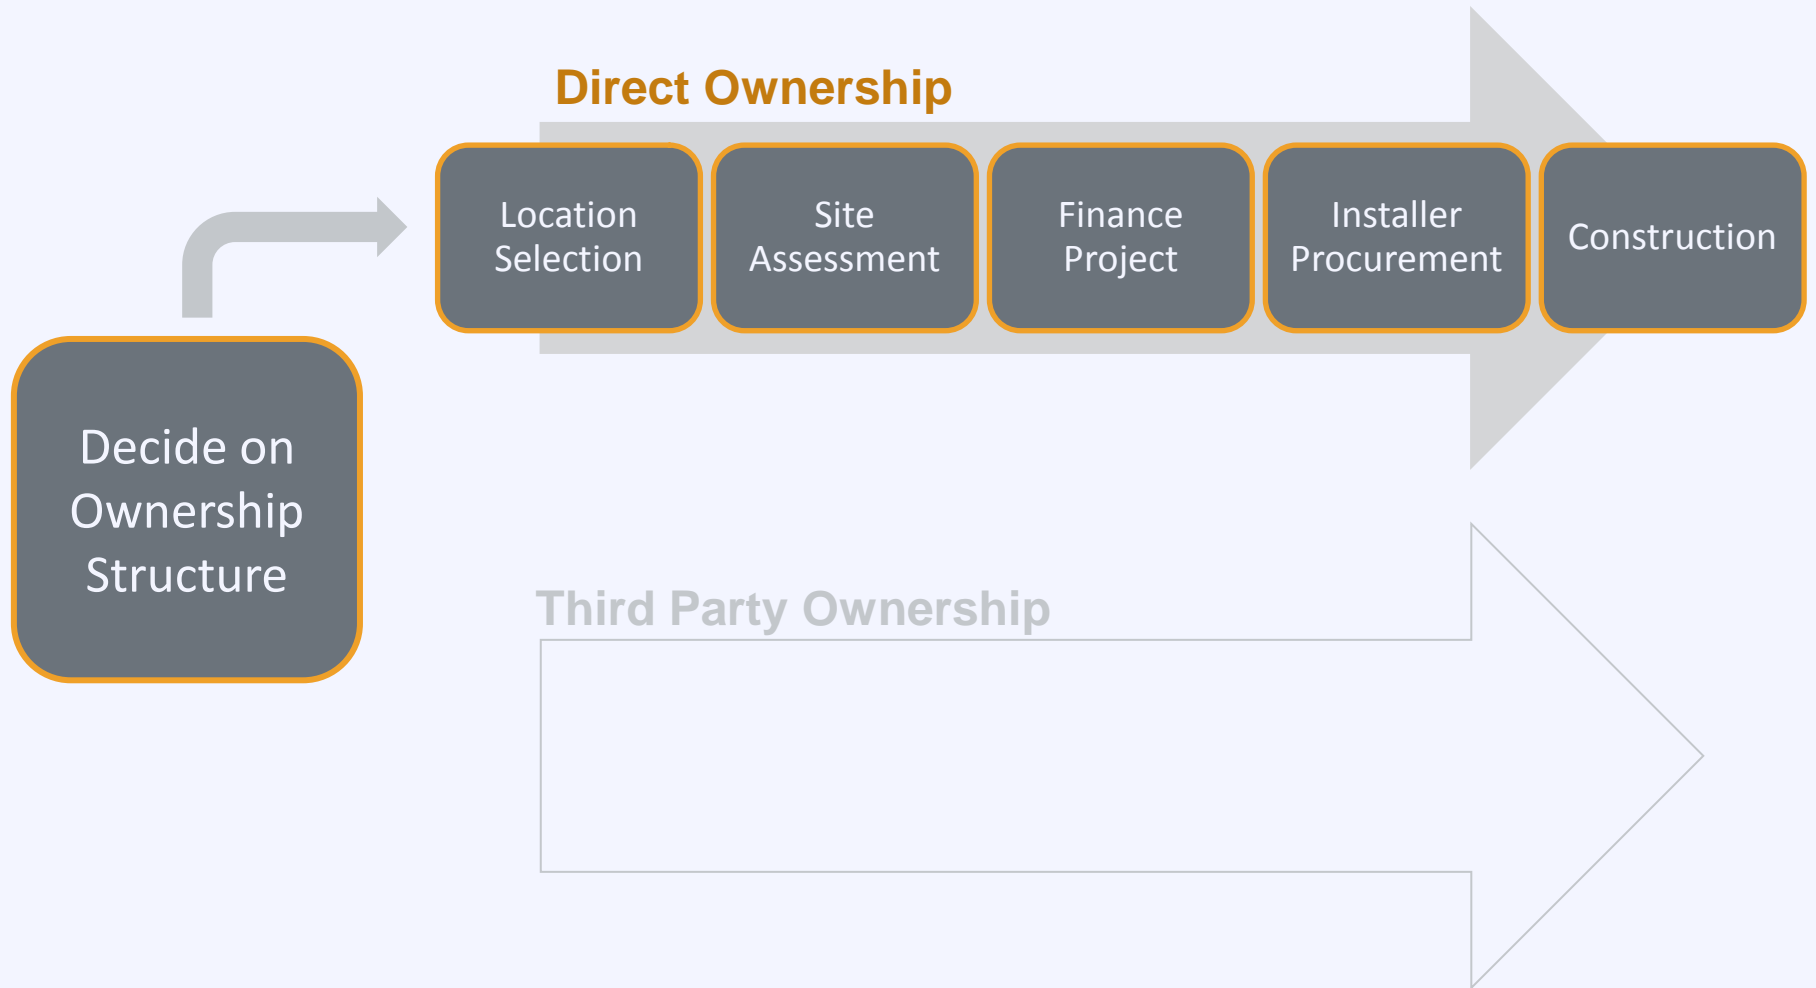 Direct Ownership
Location
Selection
Site
Assessment
Finance
Project
Installer
Procurement
Construction
Decide on
Ownership
Structure
Third Party Ownership